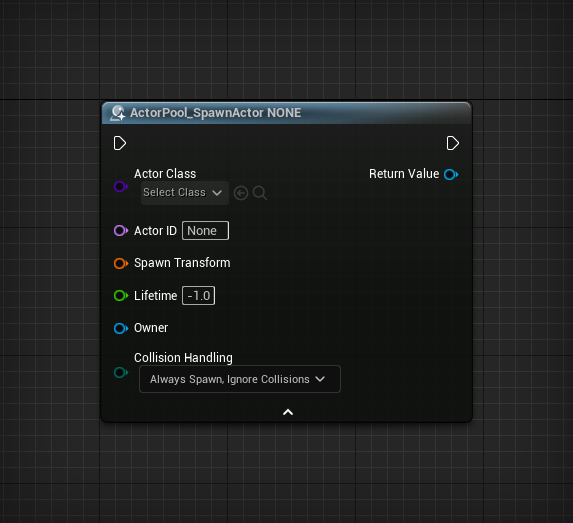 ActorPool_SpawnActor NONE
Actor Class
Return Value
Select Class
Actor ID None
Spawn Transform
Lifetime -1.0
Owner
Collision Handling
Always Spawn, Ignore Collisions